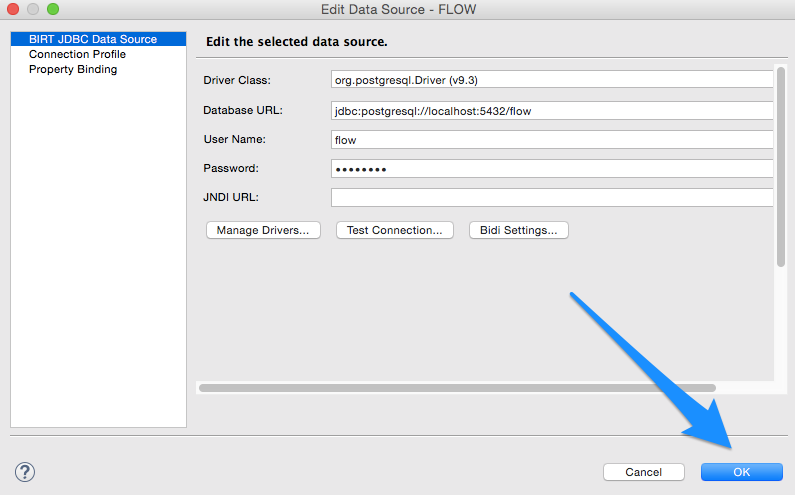 Edit Data Source - FLOW
BIRT JDBC Data Source
Connection Profile
Property Binding
Edit the selected data source.
Driver Class: org.postgresql.Driver (v9.3)
Database URL: jdbc:postgresql://localhost:5432/flow
User Name: flow
Password: ●●●●●●●●
JNDI URL:
Manage Drivers... Test Connection... Bidi Settings...
? Cancel OK